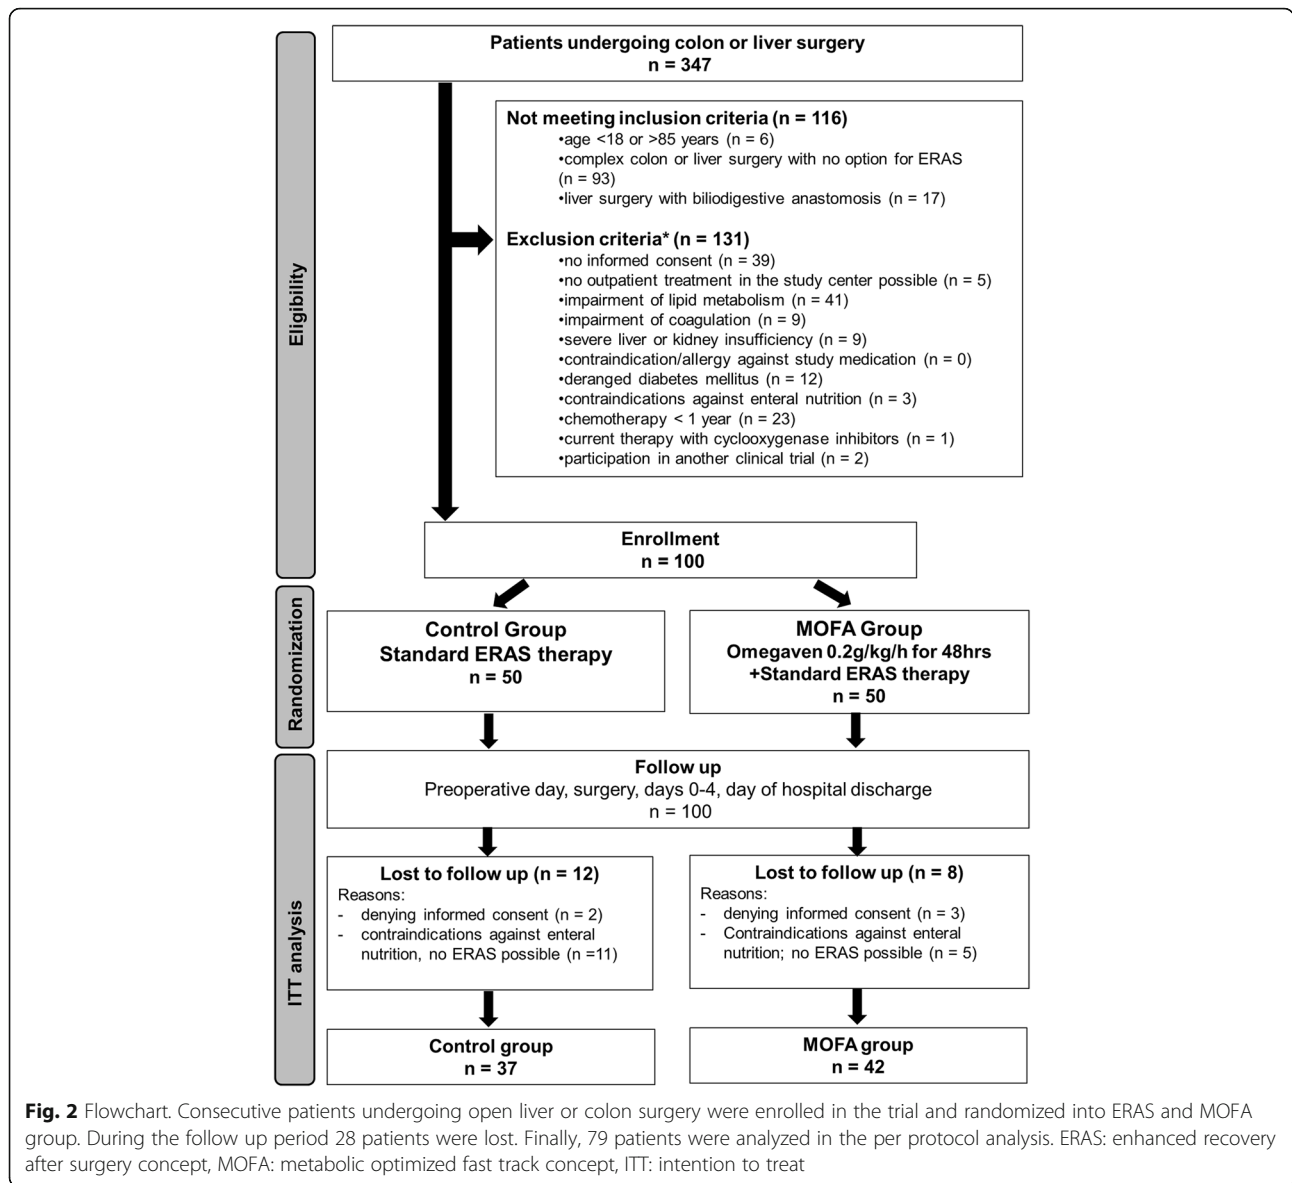 Patients undergoing colon or liver surgery
n = 347
Not meeting inclusion criteria (n = 116)
•age <18 or >85 years (n = 6)
•complex colon or liver surgery with no option for ERAS
(n = 93)
•liver surgery with biliodigestive anastomosis (n = 17)
Exclusion criteria* (n = 131)
•no informed consent (n = 39)
•no outpatient treatment in the study center possible (n = 5)
•impairment of lipid metabolism (n = 41)
•impairment of coagulation (n = 9)
•severe liver or kidney insufficiency (n = 9)
•contraindication/allergy against study medication (n = 0)
•deranged diabetes mellitus (n = 12)
•contraindications against enteral nutrition (n = 3)
•chemotherapy < 1 year (n = 23)
•current therapy with cyclooxygenase inhibitors (n = 1)
•participation in another clinical trial (n = 2)
Eligibility
Enrollment
n = 100
Randomization
Control Group
Standard ERAS therapy
n = 50
MOFA Group
Omegaven 0.2g/kg/h for 48hrs
+Standard ERAS therapy
n = 50
ITT analysis
Follow up
Preoperative day, surgery, days 0-4, day of hospital discharge
n = 100
Lost to follow up (n = 12)
Reasons:
- denying informed consent (n = 2)
- contraindications against enteral
nutrition, no ERAS possible (n =11)
Lost to follow up (n = 8)
Reasons:
- denying informed consent (n = 3)
- Contraindications against enteral
nutrition; no ERAS possible (n = 5)
Control group
n = 37
MOFA group
n = 42
Fig. 2 Flowchart. Consecutive patients undergoing open liver or colon surgery were enrolled in the trial and randomized into ERAS and MOFA
group. During the follow up period 28 patients were lost. Finally, 79 patients were analyzed in the per protocol analysis. ERAS: enhanced recovery
after surgery concept, MOFA: metabolic optimized fast track concept, ITT: intention to treat